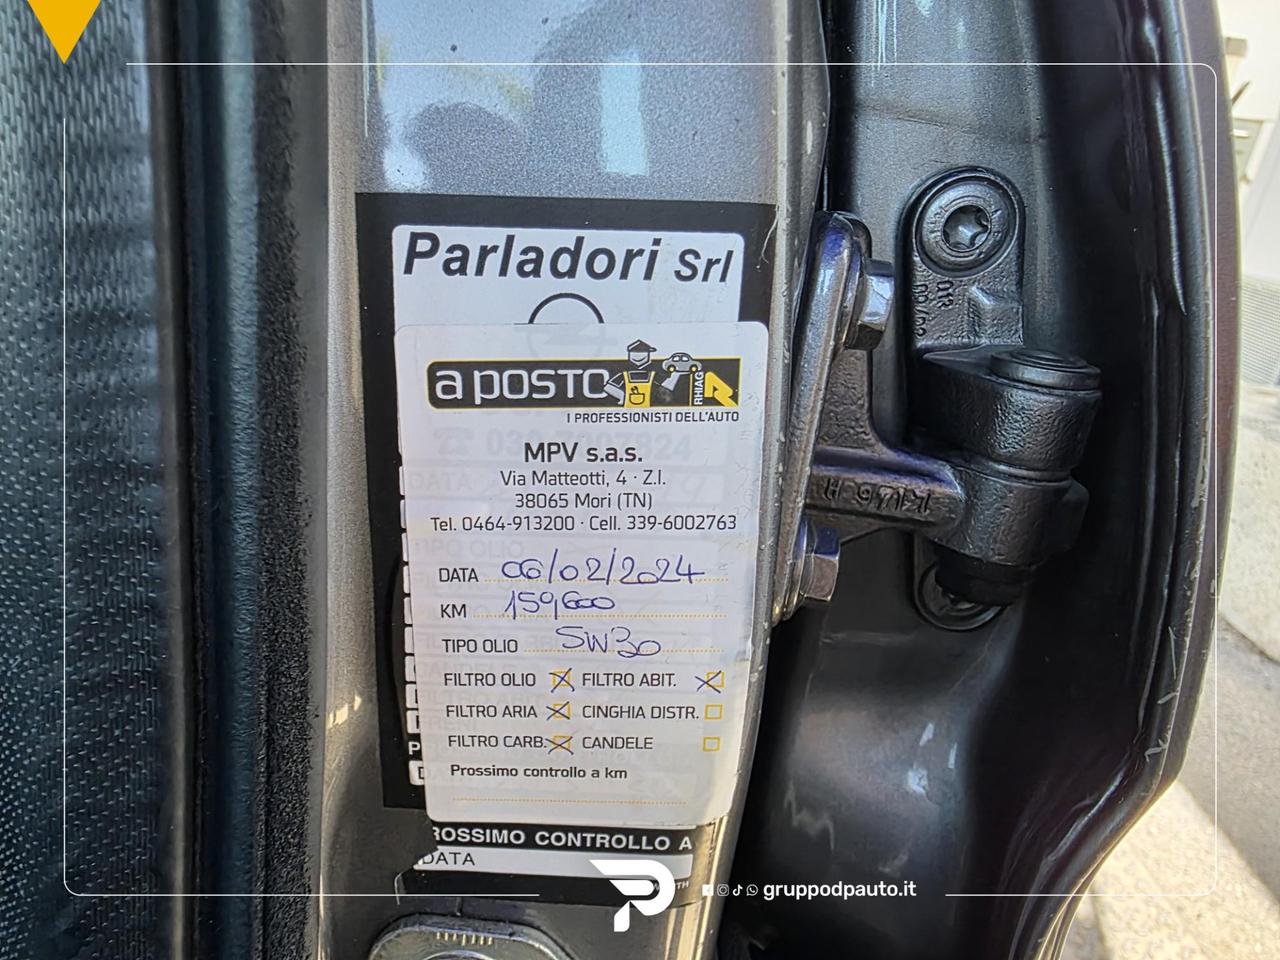 Parladori Srl
a POSTO
RHIAG
I PROFESSIONISTI DELL'AUTO
MPV s.a.s.
Via Matteotti, 4 · Z.I.
38065 Mori (TN)
Tel. 0464-913200 · Cell. 339-6002763
DATA 06/02/2024
KM 159,600
TIPO OLIO 5W30
FILTRO OLIO FILTRO ABIT.
FILTRO ARIA CINGHIA DISTR.
FILTRO CARB. CANDELE
Prossimo controllo a km
ROSSIMO CONTROLLO A
DATA
gruppodpauto.it